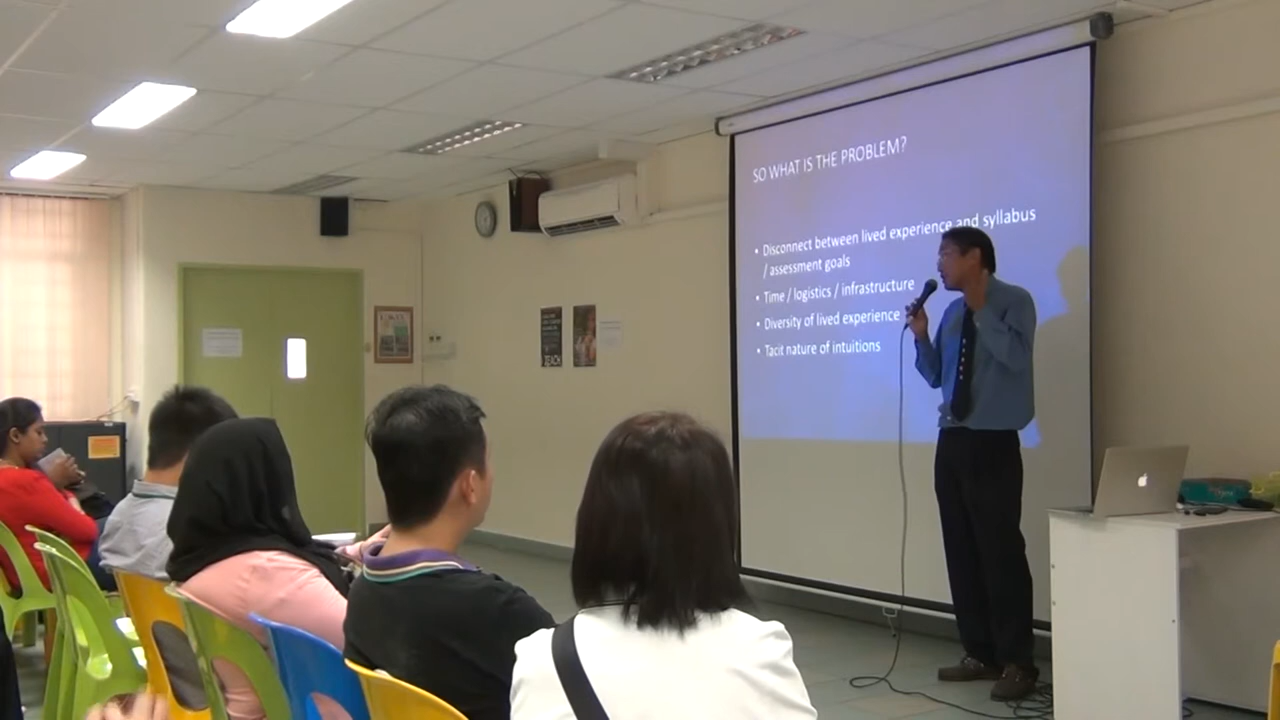 SO WHAT IS THE PROBLEM?
• Disconnect between lived experience and syllabus
/ assessment goals
• Time / logistics / infrastructure
• Diversity of lived experience
• Tacit nature of intuitions
TEACH